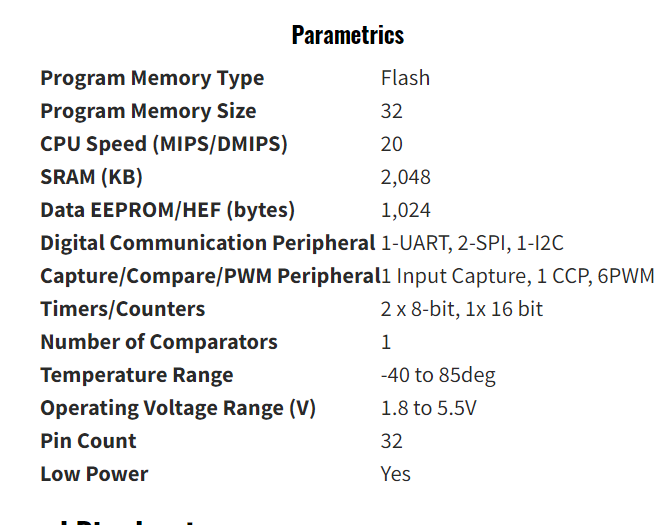 Parametrics
Program Memory Type Flash
Program Memory Size 32
CPU Speed (MIPS/DMIPS) 20
SRAM (KB) 2,048
Data EEPROM/HEF (bytes) 1,024
Digital Communication Peripheral 1-UART, 2-SPI, 1-I2C
Capture/Compare/PWM Peripheral1 Input Capture, 1 CCP, 6PWM
Timers/Counters 2 x 8-bit, 1x 16 bit
Number of Comparators 1
Temperature Range -40 to 85deg
Operating Voltage Range (V) 1.8 to 5.5V
Pin Count 32
Low Power Yes